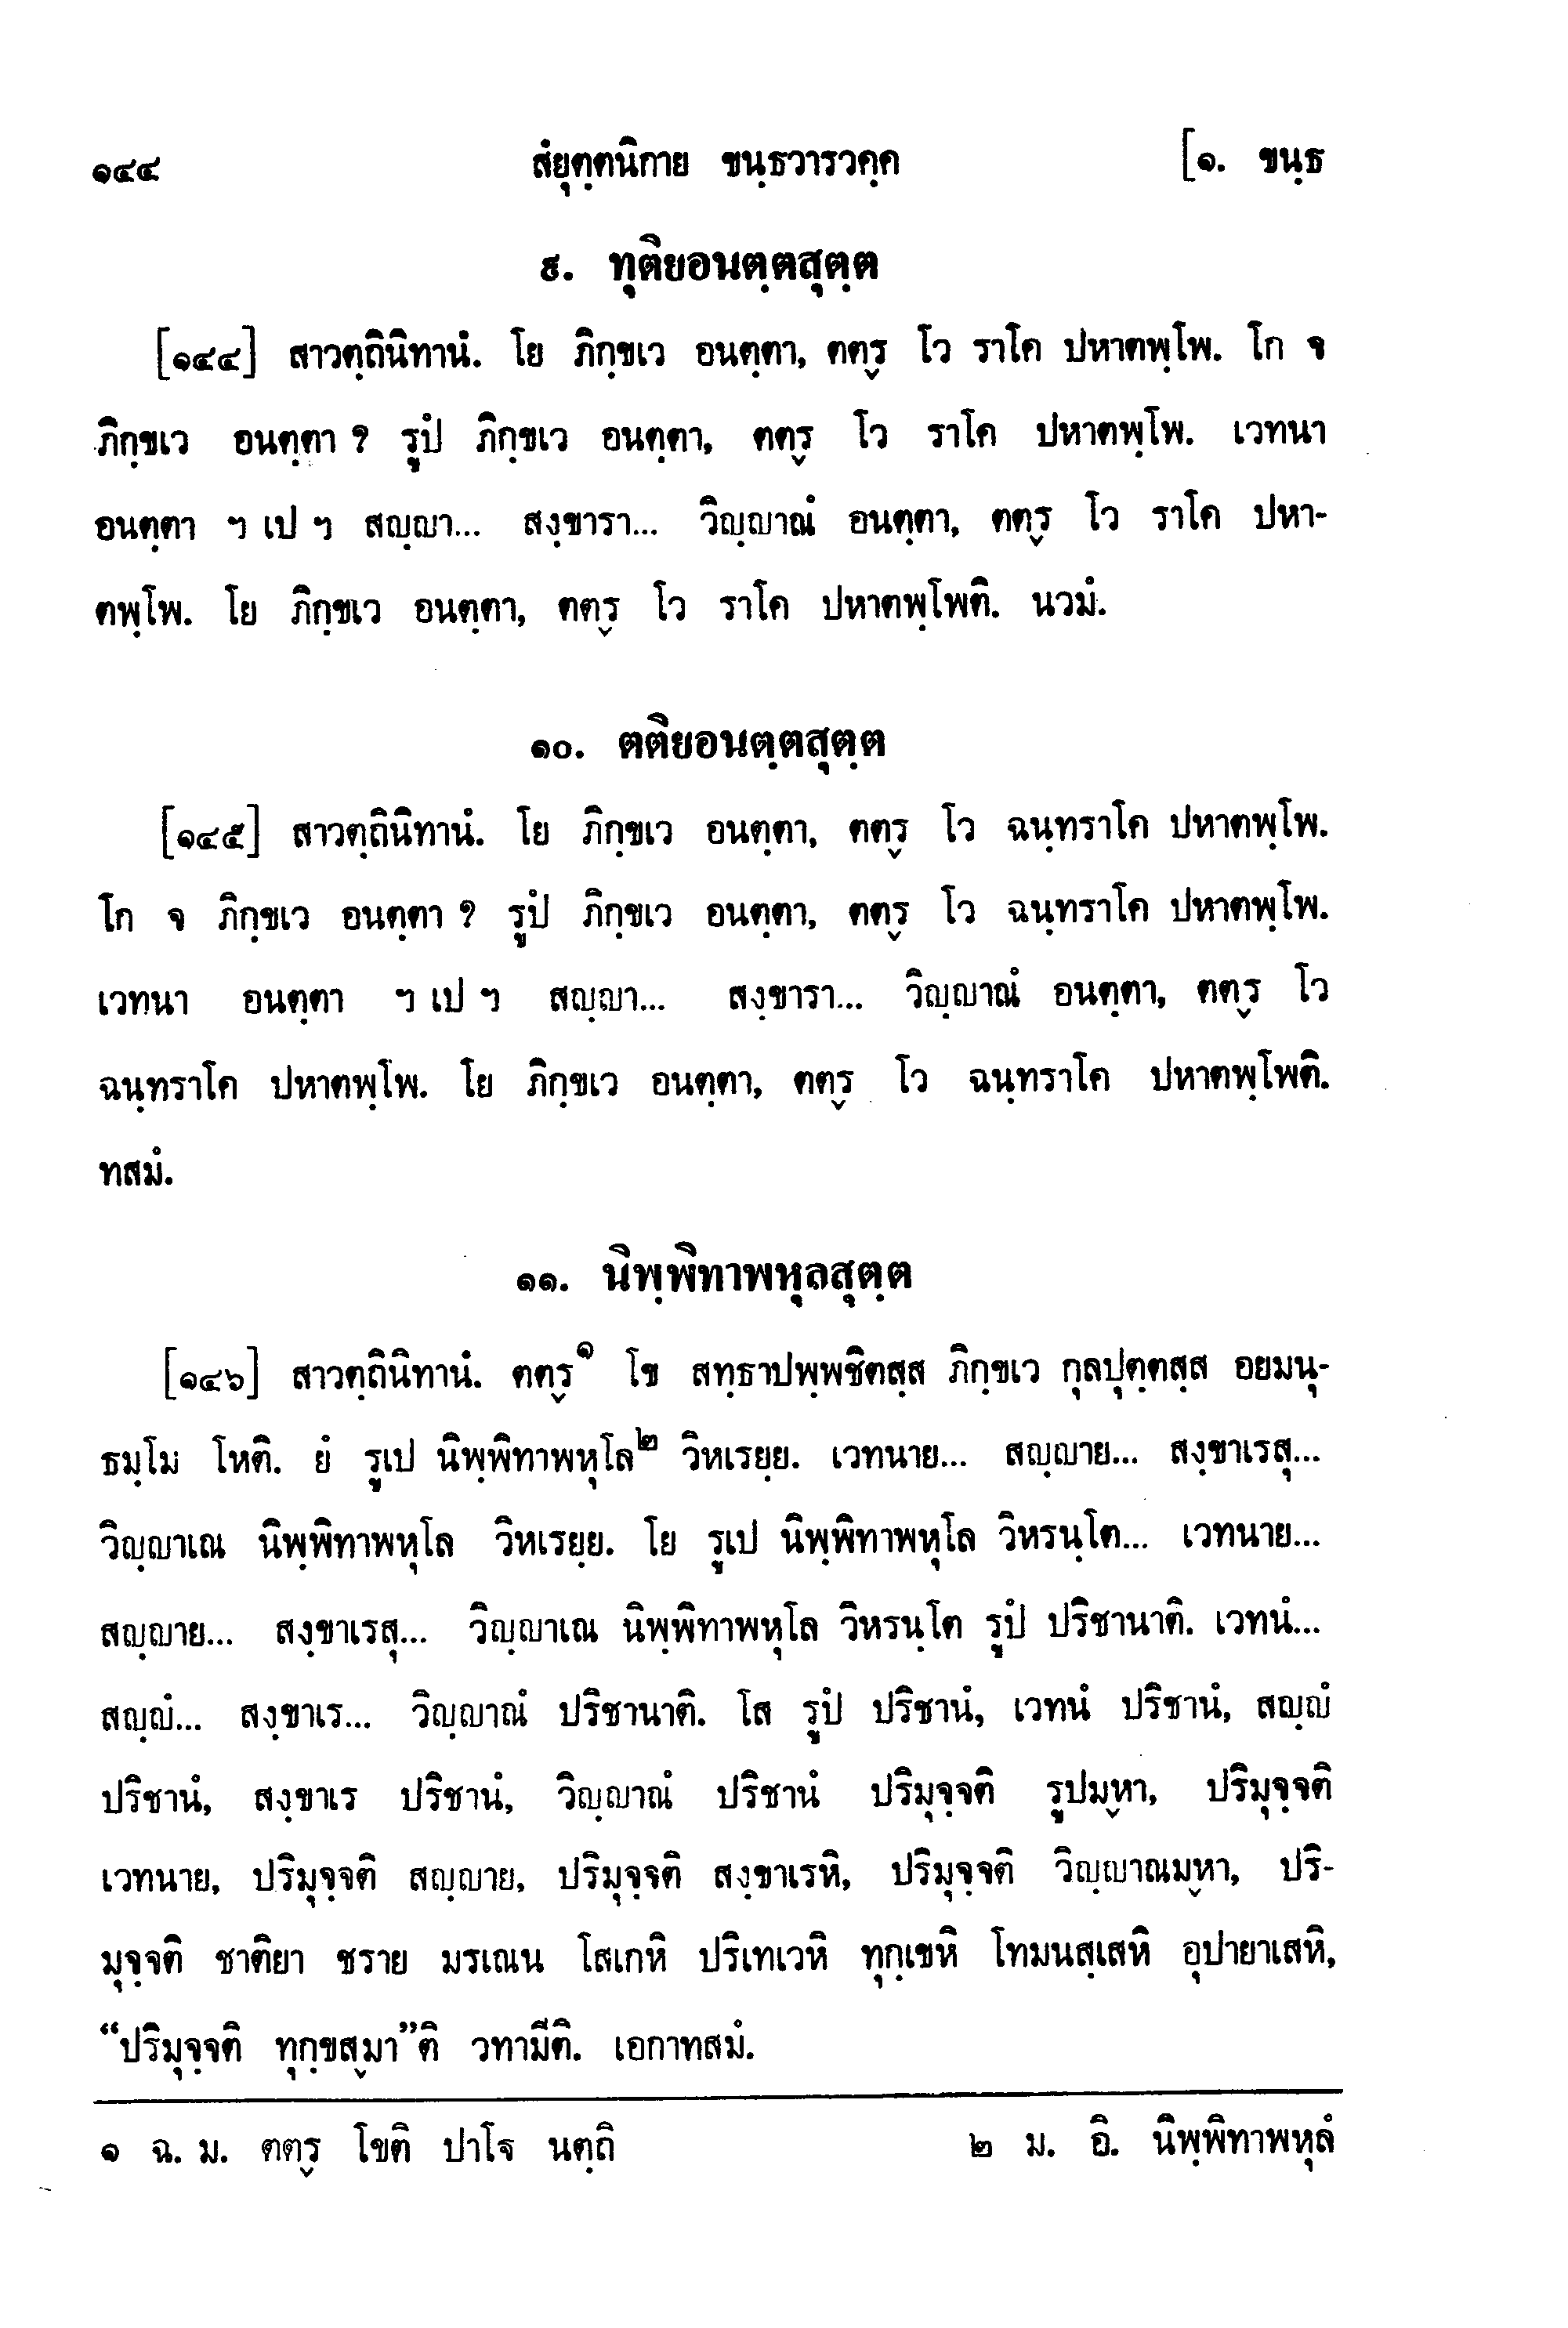 ๑๔๔ สํยุตฺตนิกาย ขนฺธวารวคฺค [๑. ขนฺธ
๙. ทุติยอนตฺตสุตฺต
[๑๔๔] สาวตฺถินิทานํ. โย ภิกฺขเว อนตฺตา, ตต๎ร โว ราโค ปหาตพฺโพ. โก จ
ภิกฺขเว อนตฺตา ? รูปํ ภิกฺขเว อนตฺตา, ตต๎ร โว ราโค ปหาตพฺโพ. เวทนา
อนตฺตา ฯ เป ฯ สญฺญา... สงฺขารา... วิญฺญาณํ อนตฺตา, ตต๎ร โว ราโค ปหา-
ตพฺโพ. โย ภิกฺขเว อนตฺตา, ตต๎ร โว ราโค ปหาตพฺโพติ. นวมํ.
๑๐. ตติยอนตฺตสุตฺต
[๑๔๕] สาวตฺถินิทานํ. โย ภิกฺขเว อนตฺตา, ตต๎ร โว ฉนฺทราโค ปหาตพฺโพ.
โก จ ภิกฺขเว อนตฺตา ? รูปํ ภิกฺขเว อนตฺตา, ตต๎ร โว ฉนฺทราโค ปหาตพฺโพ.
เวทนา อนตฺตา ฯ เป ฯ สญฺญา... สงฺขารา... วิญฺญาณํ อนตฺตา, ตต๎ร โว
ฉนฺทราโค ปหาตพฺโพ. โย ภิกฺขเว อนตฺตา, ตต๎ร โว ฉนฺทราโค ปหาตพฺโพติ.
ทสมํ.
๑๑. นิพฺพิทาพหุลสุตฺต
[๑๔๖] สาวตฺถินิทานํ. ตต๎ร๑ โข สทฺธาปพฺพชิตสฺส ภิกฺขเว กุลปุตฺตสฺส อยมนุ-
ธมฺโม โหติ. ยํ รูเป นิพฺพิทาพหุโล๒ วิหเรยฺย. เวทนาย... สญฺญาย... สงฺขาเรสุ...
วิญฺญาเณ นิพฺพิทาพหุโล วิหเรยฺย. โย รูเป นิพฺพิทาพหุโล วิหรนฺโต... เวทนาย...
สญฺญาย... สงฺขาเรสุ... วิญฺญาเณ นิพฺพิทาพหุโล วิหรนฺโต รูปํ ปริชานาติ. เวทนํ...
สญฺญํ... สงฺขาเร... วิญฺญาณํ ปริชานาติ. โส รูปํ ปริชานํ, เวทนํ ปริชานํ, สญฺญํ
ปริชานํ, สงฺขาเร ปริชานํ, วิญฺญาณํ ปริชานํ ปริมุจฺจติ รูปม๎หา, ปริมุจฺจติ
เวทนาย, ปริมุจฺจติ สญฺญาย, ปริมุจฺจติ สงฺขาเรหิ, ปริมุจฺจติ วิญฺญาณม๎หา, ปริ-
มุจฺจติ ชาติยา ชราย มรเณน โสเกหิ ปริเทเวหิ ทุกฺเขหิ โทมนสฺเสหิ อุปายาเสหิ,
“ปริมุจฺจติ ทุกฺขส๎มา”ติ วทามีติ. เอกาทสมํ.
๑ ฉ. ม. ตต๎ร โขติ ปาโจ นตฺถิ ๒ ม. อิ. นิพฺพิทาพหุลํ